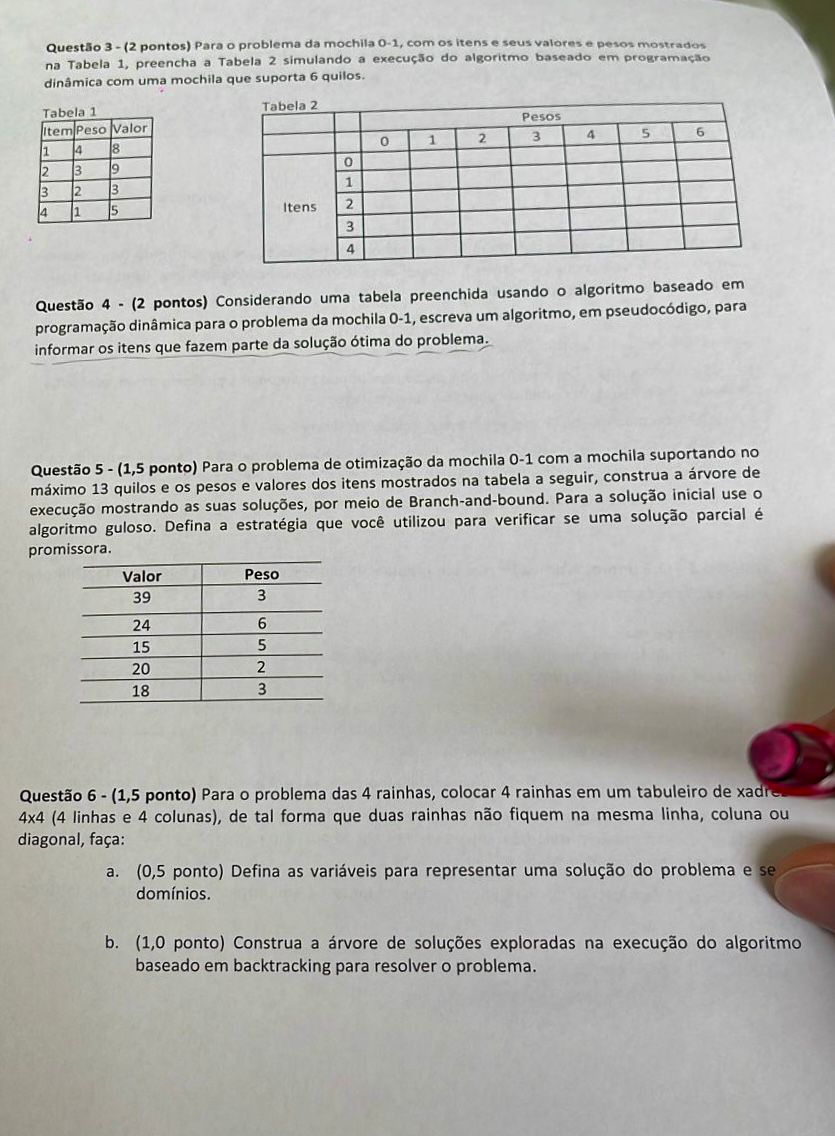 Questão 3 - (2 pontos) Para o problema da mochila 0-1, com os itens e seus valores e pesos mostrados
na Tabela 1, preencha a Tabela 2 simulando a execução do algoritmo baseado em programação
dinâmica com uma mochila que suporta 6 quilos.
Tabela 1
Item Peso Valor
1 4 8
2 3 9
3 2 3
4 1 5
Tabela 2
Pesos
0 1 2 3 4 5 6
0
1
Itens 2
3
4
Questão 4 - (2 pontos) Considerando uma tabela preenchida usando o algoritmo baseado em
programação dinâmica para o problema da mochila 0-1, escreva um algoritmo, em pseudocódigo, para
informar os itens que fazem parte da solução ótima do problema.
Questão 5 - (1,5 ponto) Para o problema de otimização da mochila 0-1 com a mochila suportando no
máximo 13 quilos e os pesos e valores dos itens mostrados na tabela a seguir, construa a árvore de
execução mostrando as suas soluções, por meio de Branch-and-bound. Para a solução inicial use o
algoritmo guloso. Defina a estratégia que você utilizou para verificar se uma solução parcial é
promissora.
Valor Peso
39 3
24 6
15 5
20 2
18 3
Questão 6 - (1,5 ponto) Para o problema das 4 rainhas, colocar 4 rainhas em um tabuleiro de
4x4 (4 linhas e 4 colunas), de tal forma que duas rainhas não fiquem na mesma linha, coluna ou
diagonal, faça:
a. (0,5 ponto) Defina as variáveis para representar uma solução do problema e
domínios.
b. (1,0 ponto) Construa a árvore de soluções exploradas na execução do algoritmo
baseado em backtracking para resolver o problema.